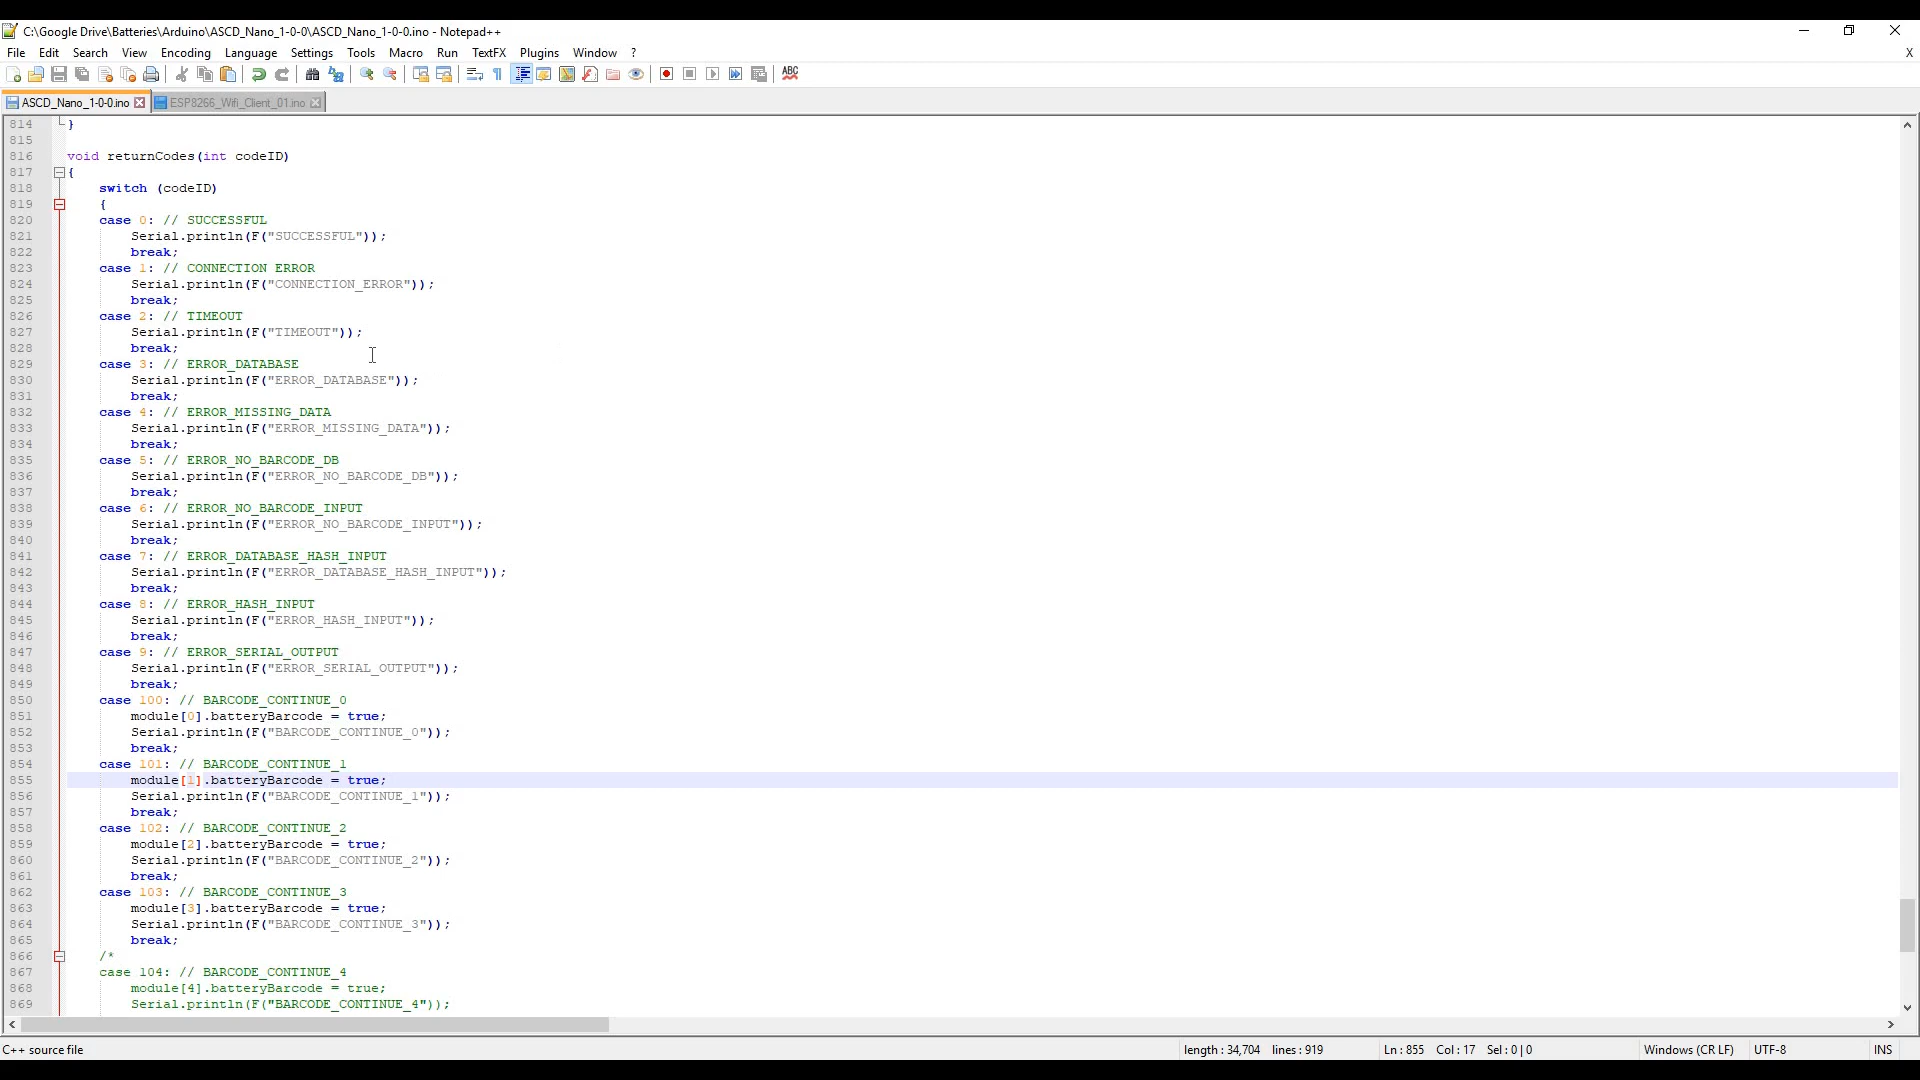 C:\Google Drive\Batteries\Arduino\ASCD_Nano_1-0-0\ASCD_Nano_1-0-0.ino - Notepad++
File Edit Search View Encoding Language Settings Tools Macro Run TextFX Plugins Window ? X
ABC
ASCD_Nano_1-0-0.ino ESP8266_Wifi_Client_01.ino
814 }
815
816 void returnCodes(int codeID)
817 {
818 switch (codeID)
819 {
820 case 0: // SUCCESSFUL
821 Serial.println(F("SUCCESSFUL"));
822 break;
823 case 1: // CONNECTION ERROR
824 Serial.println(F("CONNECTION_ERROR"));
825 break;
826 case 2: // TIMEOUT
827 Serial.println(F("TIMEOUT"));
828 break;
829 case 3: // ERROR_DATABASE
830 Serial.println(F("ERROR_DATABASE"));
831 break;
832 case 4: // ERROR_MISSING_DATA
833 Serial.println(F("ERROR_MISSING_DATA"));
834 break;
835 case 5: // ERROR_NO_BARCODE_DB
836 Serial.println(F("ERROR_NO_BARCODE_DB"));
837 break;
838 case 6: // ERROR_NO_BARCODE_INPUT
839 Serial.println(F("ERROR_NO_BARCODE_INPUT"));
840 break;
841 case 7: // ERROR_DATABASE_HASH_INPUT
842 Serial.println(F("ERROR_DATABASE_HASH_INPUT"));
843 break;
844 case 8: // ERROR_HASH_INPUT
845 Serial.println(F("ERROR_HASH_INPUT"));
846 break;
847 case 9: // ERROR_SERIAL_OUTPUT
848 Serial.println(F("ERROR_SERIAL_OUTPUT"));
849 break;
850 case 100: // BARCODE_CONTINUE_0
851 module[0].batteryBarcode = true;
852 Serial.println(F("BARCODE_CONTINUE_0"));
853 break;
854 case 101: // BARCODE_CONTINUE_1
855 module[1].batteryBarcode = true;
856 Serial.println(F("BARCODE_CONTINUE_1"));
857 break;
858 case 102: // BARCODE_CONTINUE_2
859 module[2].batteryBarcode = true;
860 Serial.println(F("BARCODE_CONTINUE_2"));
861 break;
862 case 103: // BARCODE_CONTINUE_3
863 module[3].batteryBarcode = true;
864 Serial.println(F("BARCODE_CONTINUE_3"));
865 break;
866 /*
867 case 104: // BARCODE_CONTINUE_4
868 module[4].batteryBarcode = true;
869 Serial.println(F("BARCODE_CONTINUE_4"));
C++ source file length : 34,704 lines : 919 Ln : 855 Col : 17 Sel : 0 | 0 Windows (CR LF) UTF-8 INS